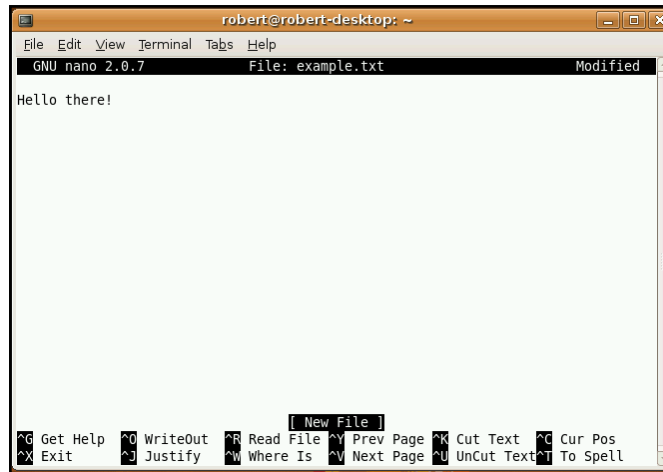 robert@robert-desktop: ~
File Edit View Terminal Tabs Help
GNU nano 2.0.7 File: example.txt Modified
Hello there!
[ New File ]
^G Get Help ^O WriteOut ^R Read File ^Y Prev Page ^K Cut Text ^C Cur Pos
^X Exit ^J Justify ^W Where Is ^V Next Page ^U UnCut Text ^T To Spell